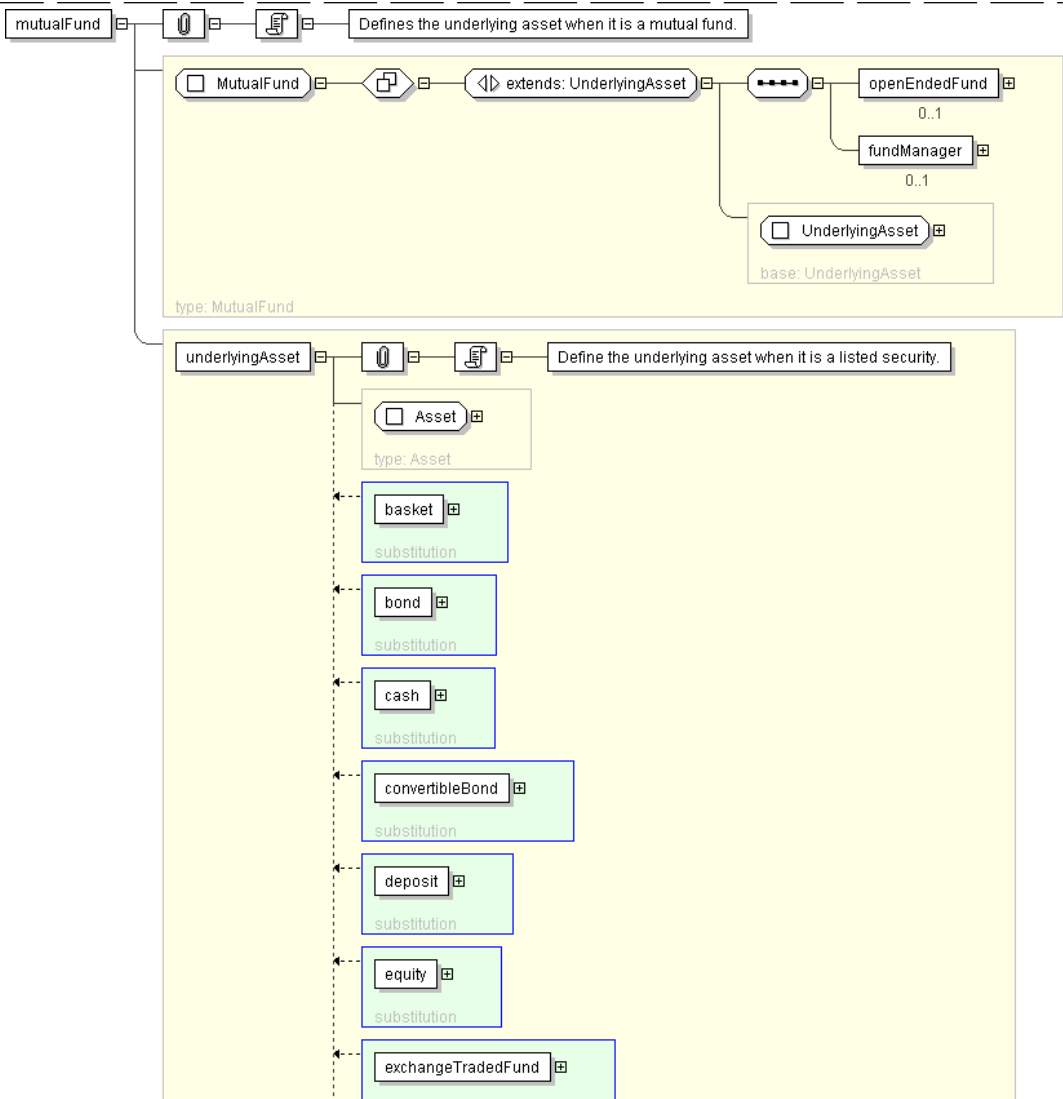 mutualFund
Defines the underlying asset when it is a mutual fund.
MutualFund
extends: UnderlyingAsset
openEndedFund
0..1
fundManager
0..1
UnderlyingAsset
base: UnderlyingAsset
type: MutualFund
underlyingAsset
Define the underlying asset when it is a listed security.
Asset
type: Asset
basket
substitution
bond
substitution
cash
substitution
convertibleBond
substitution
deposit
substitution
equity
substitution
exchangeTradedFund